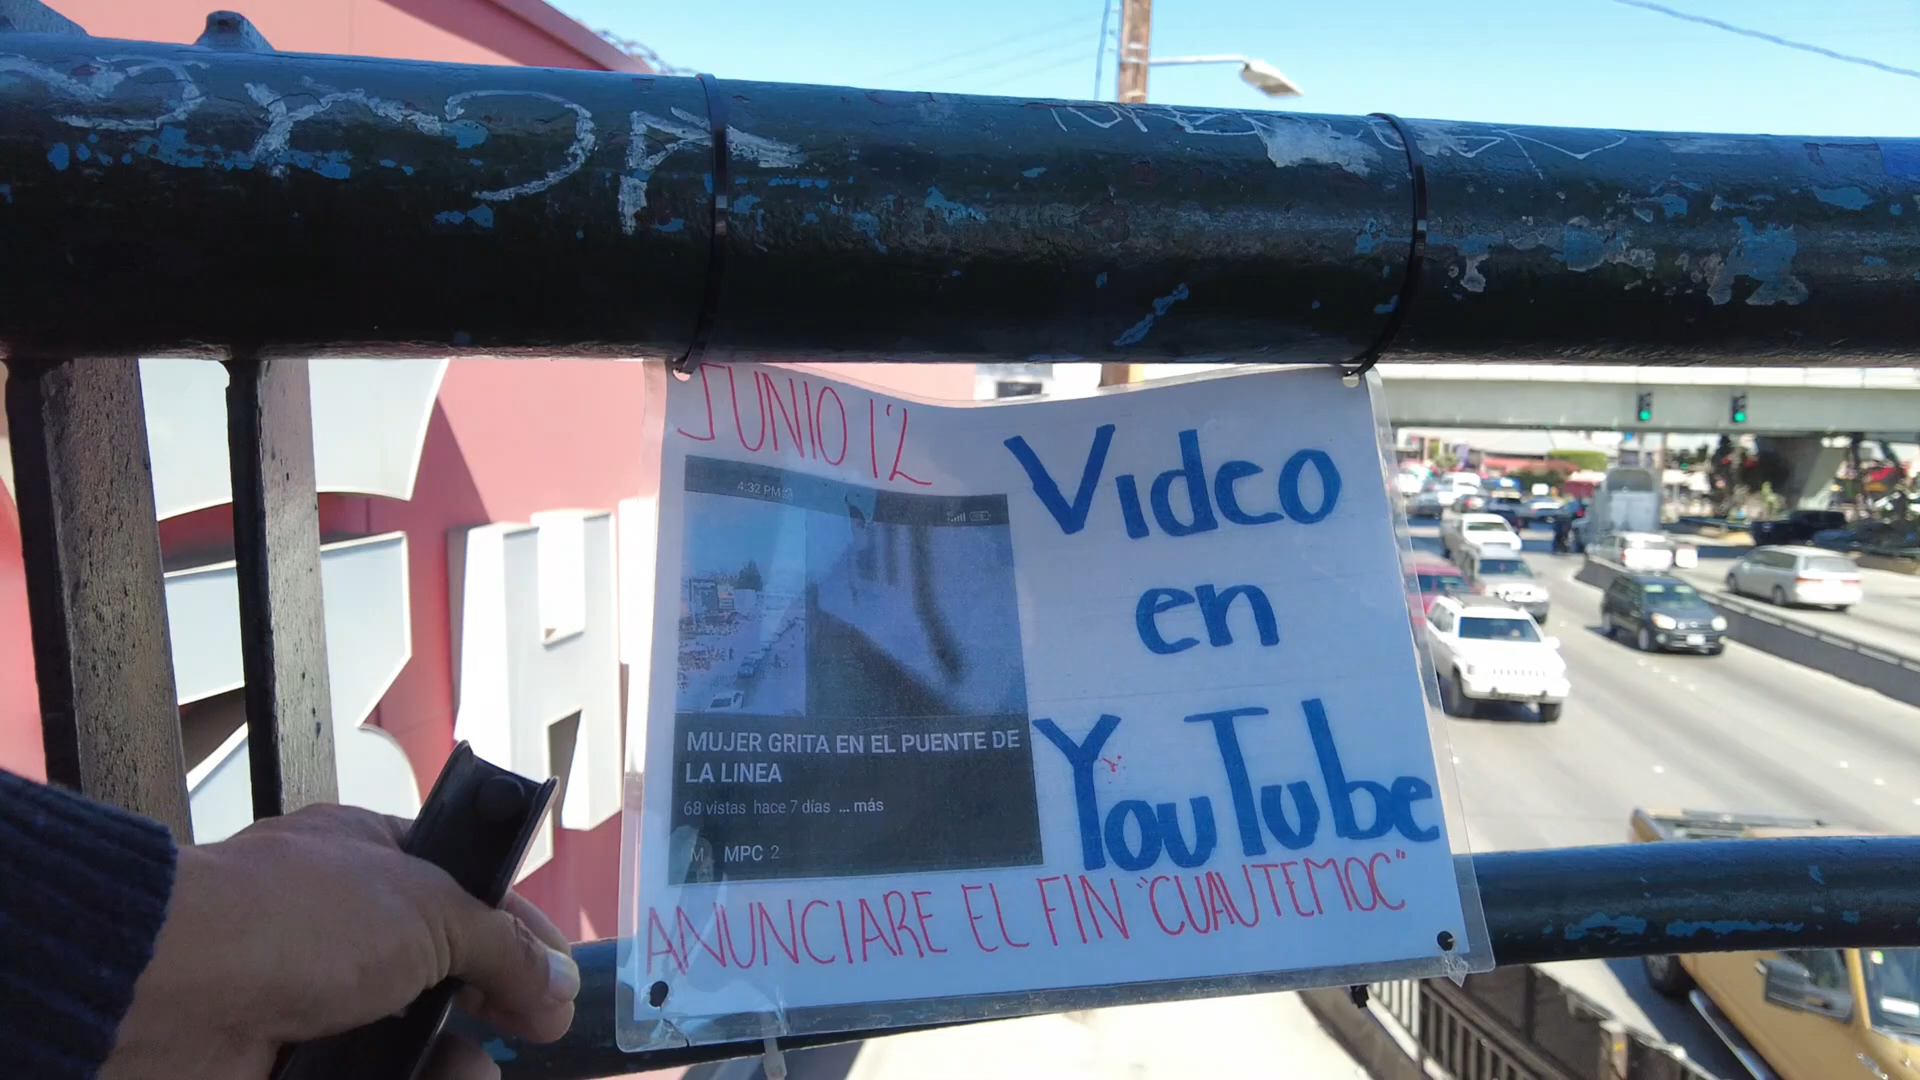 JUNIO 12
4:32 PM
Video
en
YouTube
MUJER GRITA EN EL PUENTE DE
LA LINEA
68 vistas hace 7 días ... más
M MPC 2
ANUNCIARE EL FIN "CUAUTEMOC"